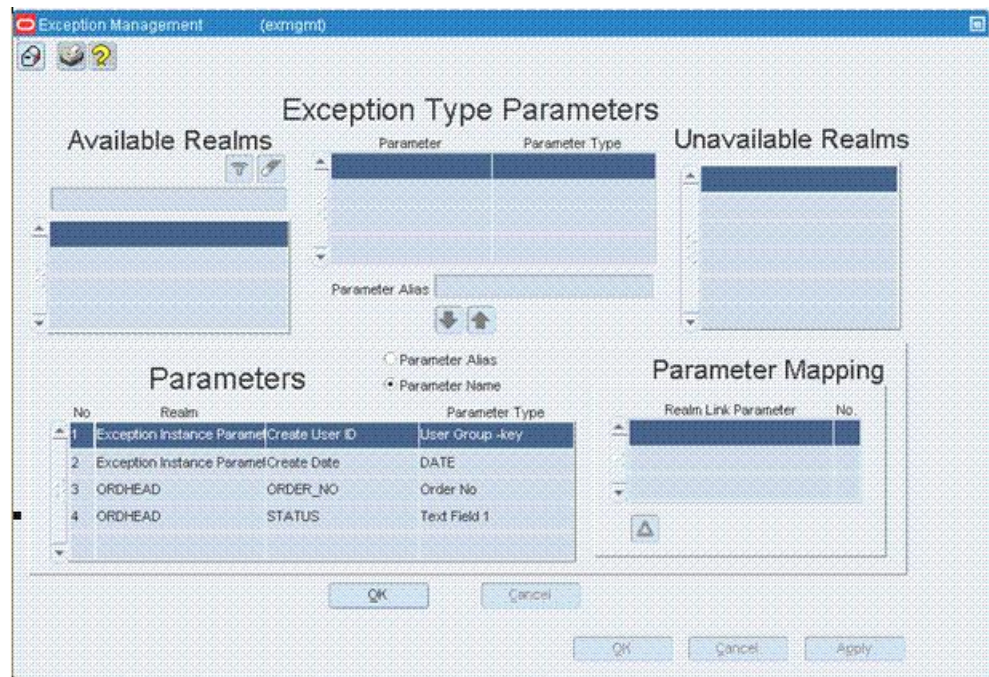 Exception Management (exmgmt)
Exception Type Parameters
Available Realms
Parameter Parameter Type
Unavailable Realms
Parameter Alias
Parameter Alias
Parameter Name
Parameters
Parameter Mapping
No Realm Parameter Type
1 Exception Instance Paramet Create User ID User Group -key
2 Exception Instance Paramet Create Date DATE
3 ORDHEAD ORDER_NO Order No
4 ORDHEAD STATUS Text Field 1
Realm Link Parameter No.
OK Cancel
OK Cancel Apply